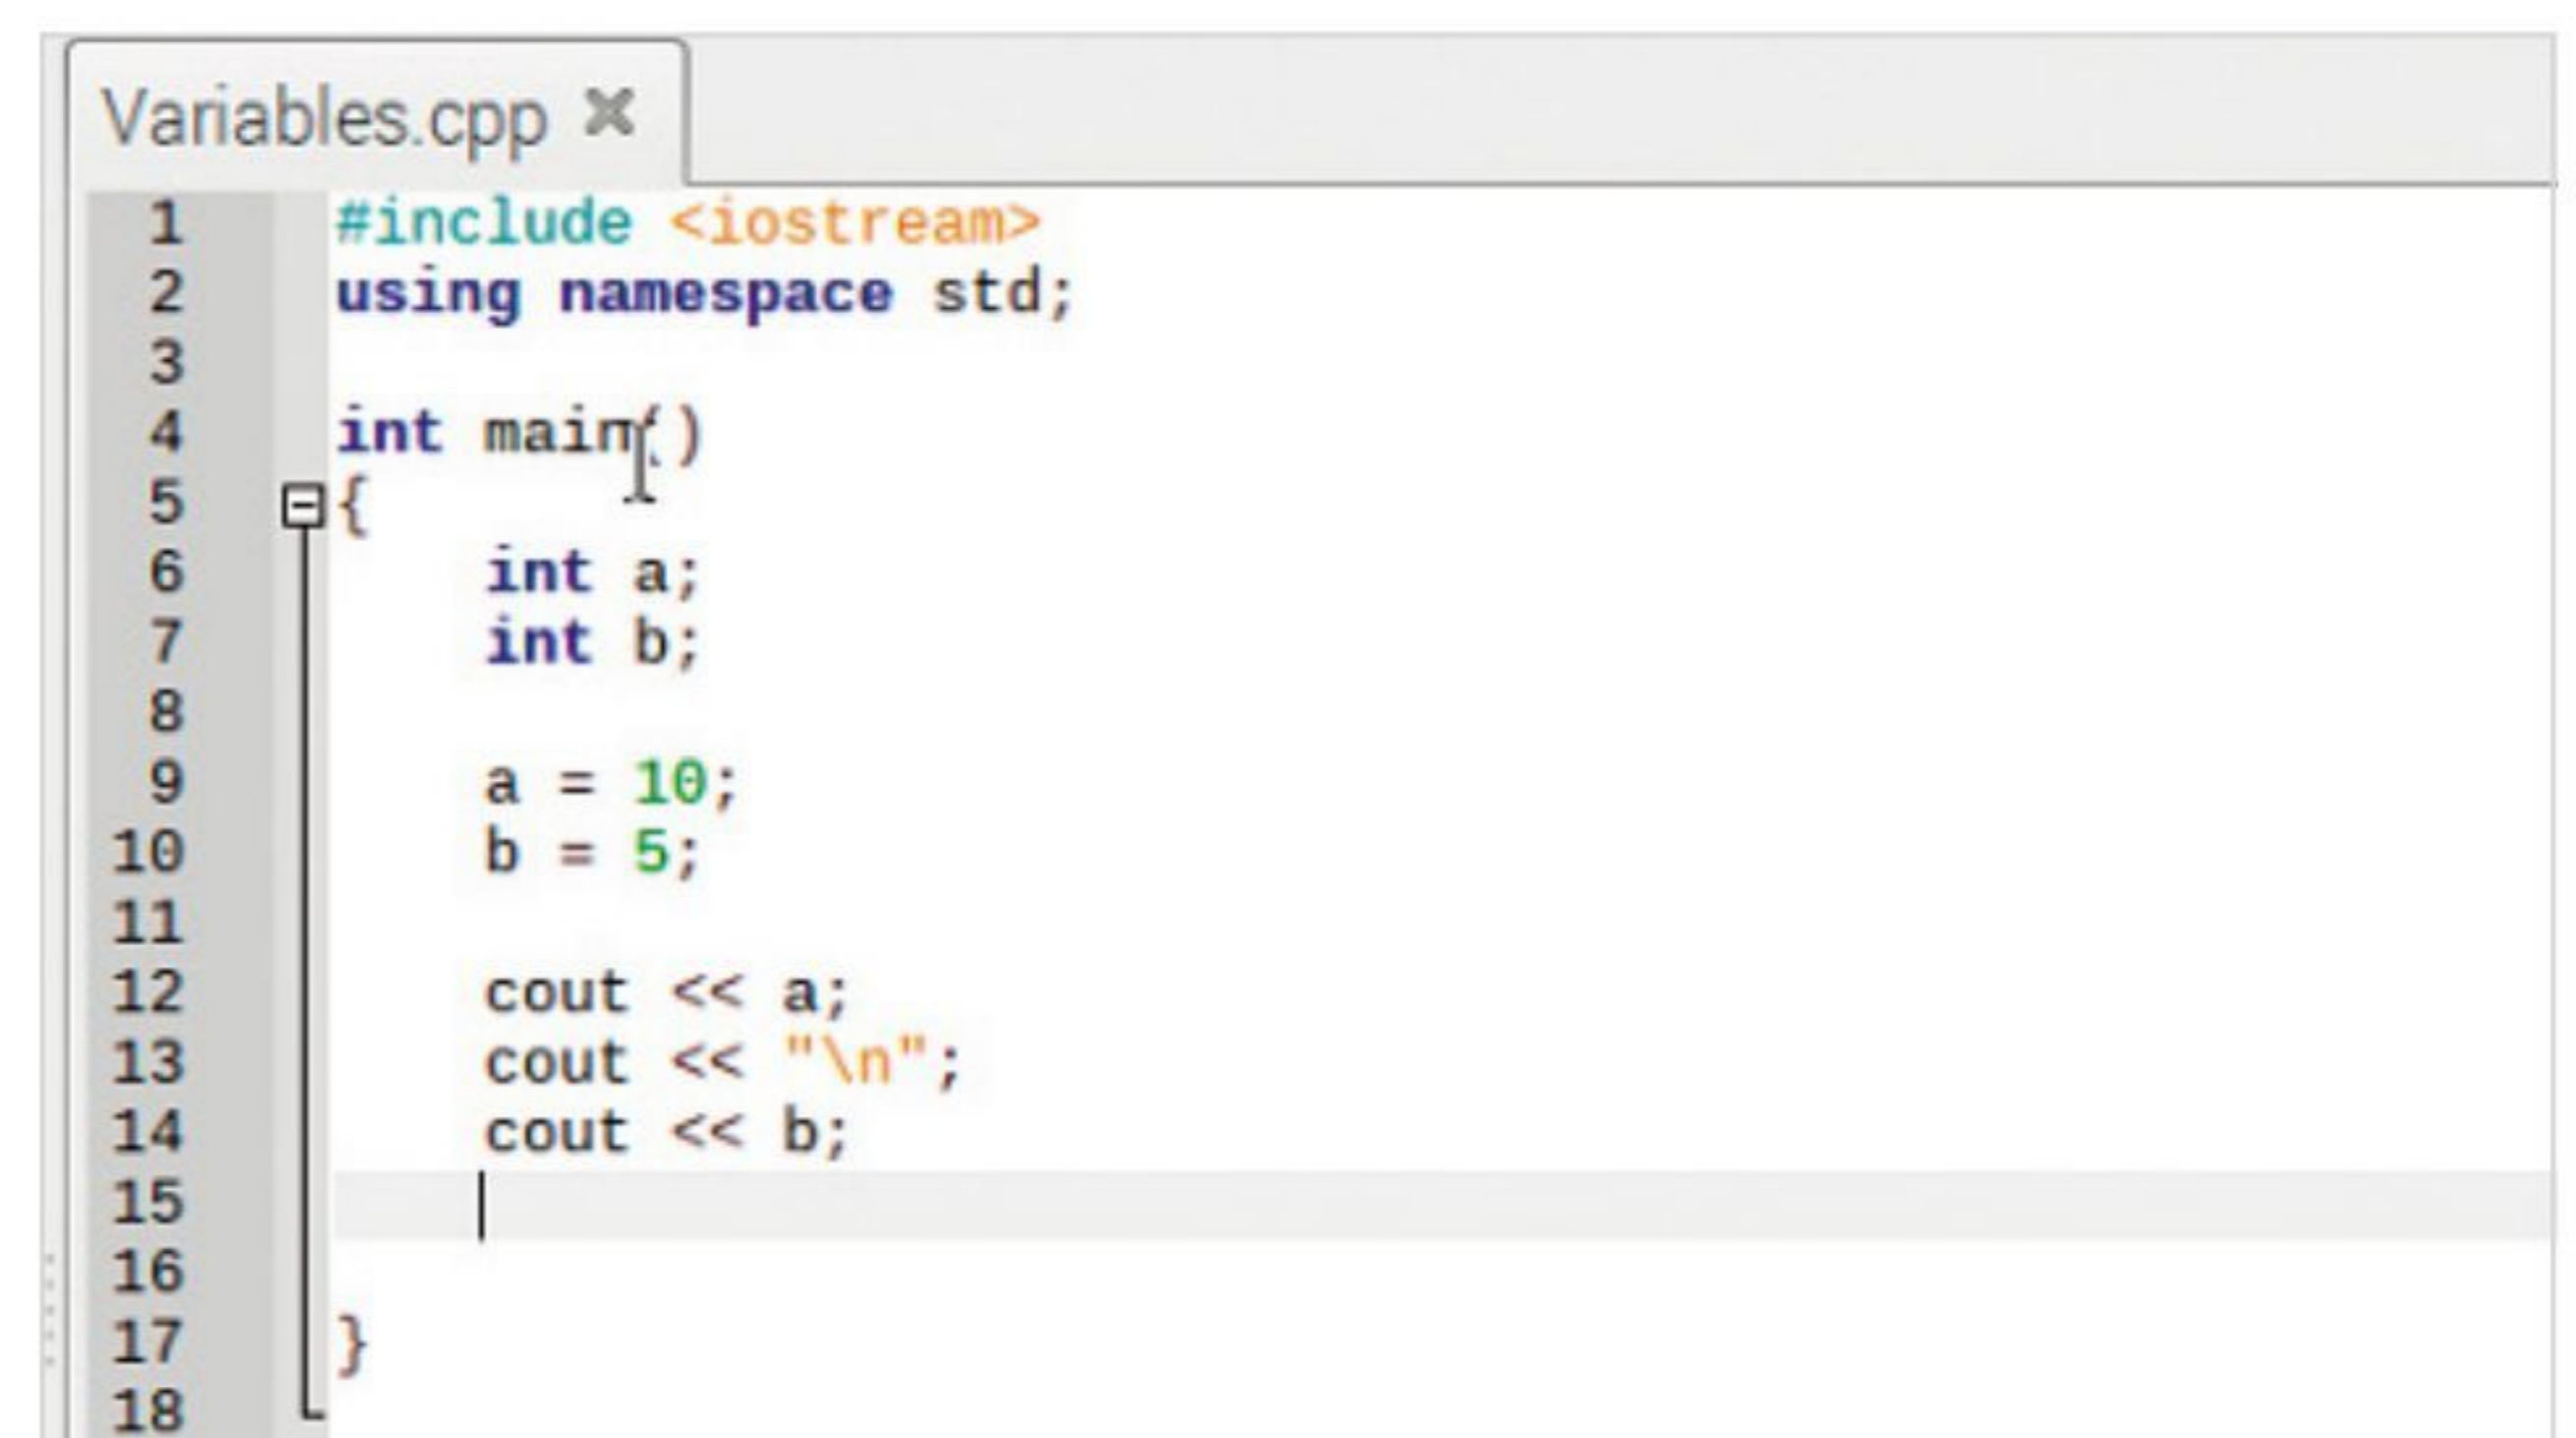 Variables.cpp
1 #include <iostream>
2 using namespace std;
3
4 int main()
5 {
6     int a;
7     int b;
8
9     a = 10;
10     b = 5;
11
12     cout << a;
13     cout << "\n";
14     cout << b;
15
16
17 }
18